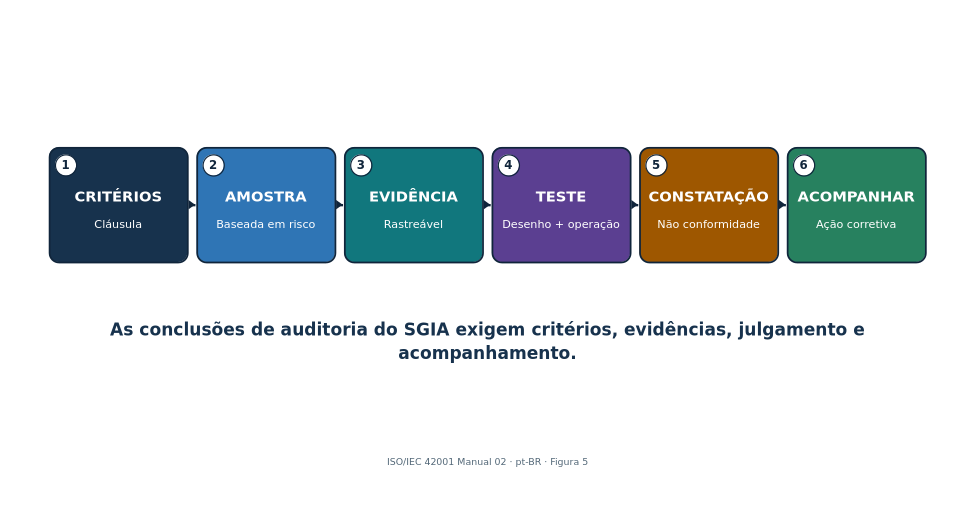 1
CRITÉRIOS
Cláusula
2
AMOSTRA
Baseada em risco
3
EVIDÊNCIA
Rastreável
4
TESTE
Desenho + operação
5
CONSTATAÇÃO
Não conformidade
6
ACOMPANHAR
Ação corretiva
As conclusões de auditoria do SGIA exigem critérios, evidências, julgamento e
acompanhamento.
ISO/IEC 42001 Manual 02 · pt-BR · Figura 5